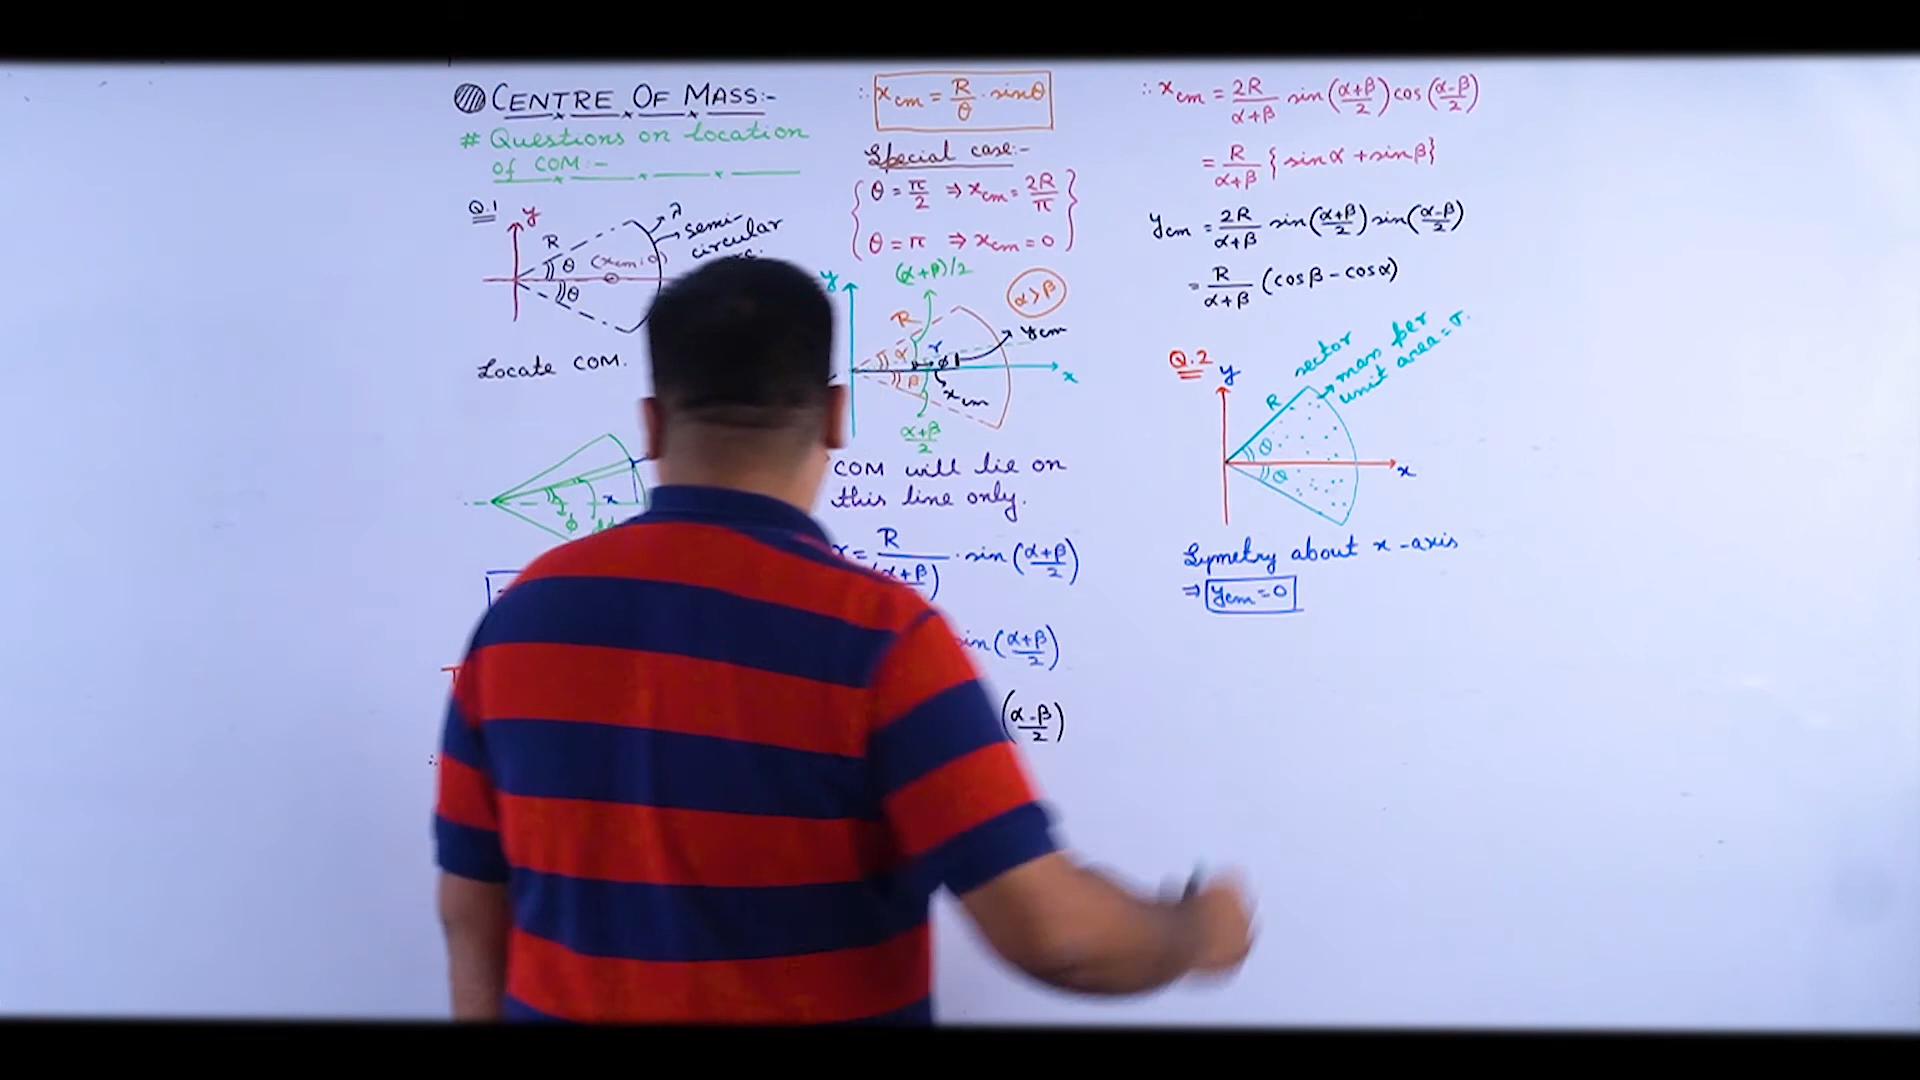 CENTRE OF MASS:-
# Questions on location
of COM:-
Q.1
y
R
θ
θ
(xcm, 0)
λ
semi-
circular
Locate COM.
x
ϕ
∴ xcm = R/θ · sinθ
Special case:-
θ = π/2 ⇒ xcm = 2R/π
θ = π ⇒ xcm = 0
y
(α+β)/2
α>β
R
α
β
r
ϕ
ycm
xcm
x
α+β/2
COM will lie on
this line only.
r = R/(α+β) · sin(α+β/2)
sin(α+β/2)
(α-β/2)
∴ xcm = 2R/α+β sin(α+β/2) cos(α-β/2)
= R/α+β { sinα + sinβ}
ycm = 2R/α+β sin(α+β/2) sin(α-β/2)
= R/α+β (cosβ - cosα)
Q.2
y
R
sector
mass per
unit area = σ.
θ
θ
x
Symetry about x-axis
⇒ ycm = 0